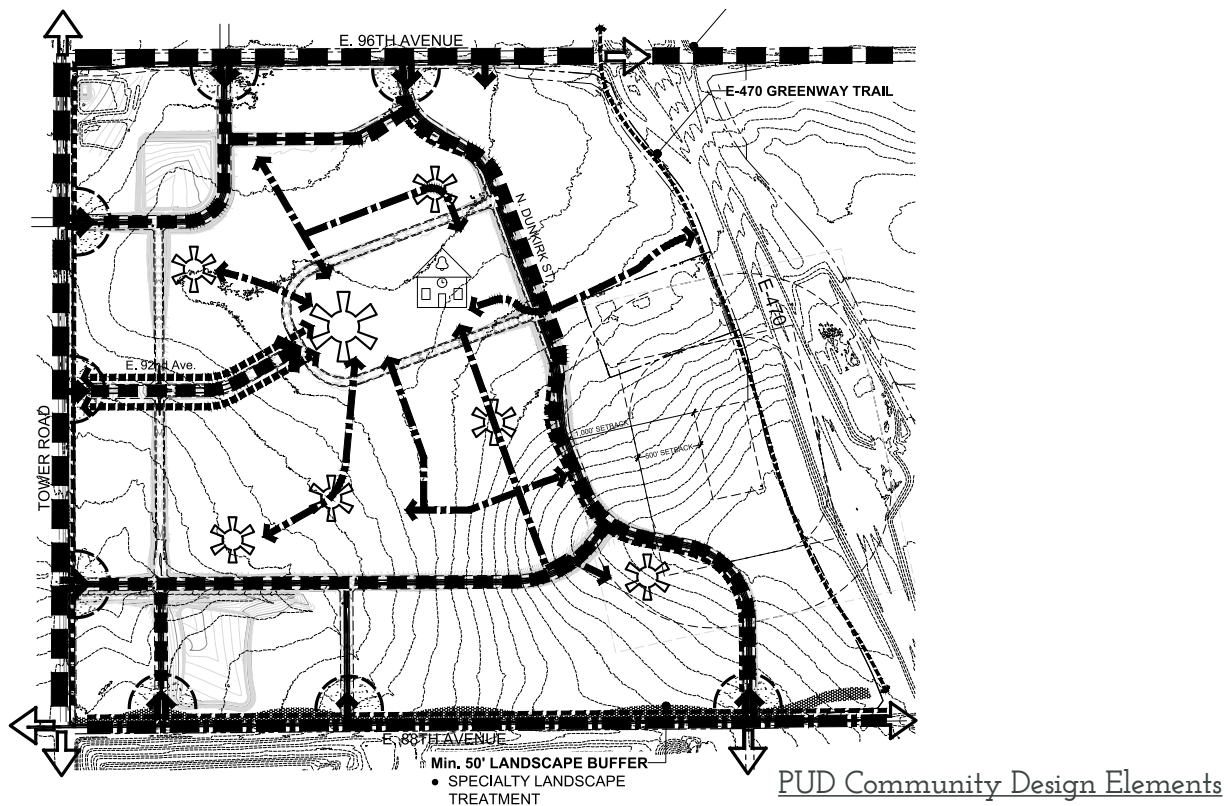 E. 96TH AVENUE
E-470 GREENWAY TRAIL
N. DUNKIRK ST.
E-470
E. 92nd Ave.
TOWER ROAD
1,000' SETBACK
500' SETBACK
E. 88TH AVENUE
Min. 50' LANDSCAPE BUFFER
• SPECIALTY LANDSCAPE
TREATMENT
PUD Community Design Elements